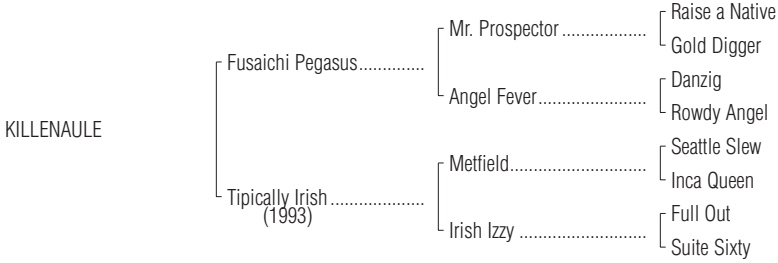 Raise a Native
Mr. Prospector ....................
Gold Digger
Fusaichi Pegasus..............
Danzig
Angel Fever.........................
Rowdy Angel
KILLENAULE
Seattle Slew
Metfield................................
Inca Queen
Tipically Irish ....................
(1993)
Full Out
Irish Izzy ............................
Suite Sixty